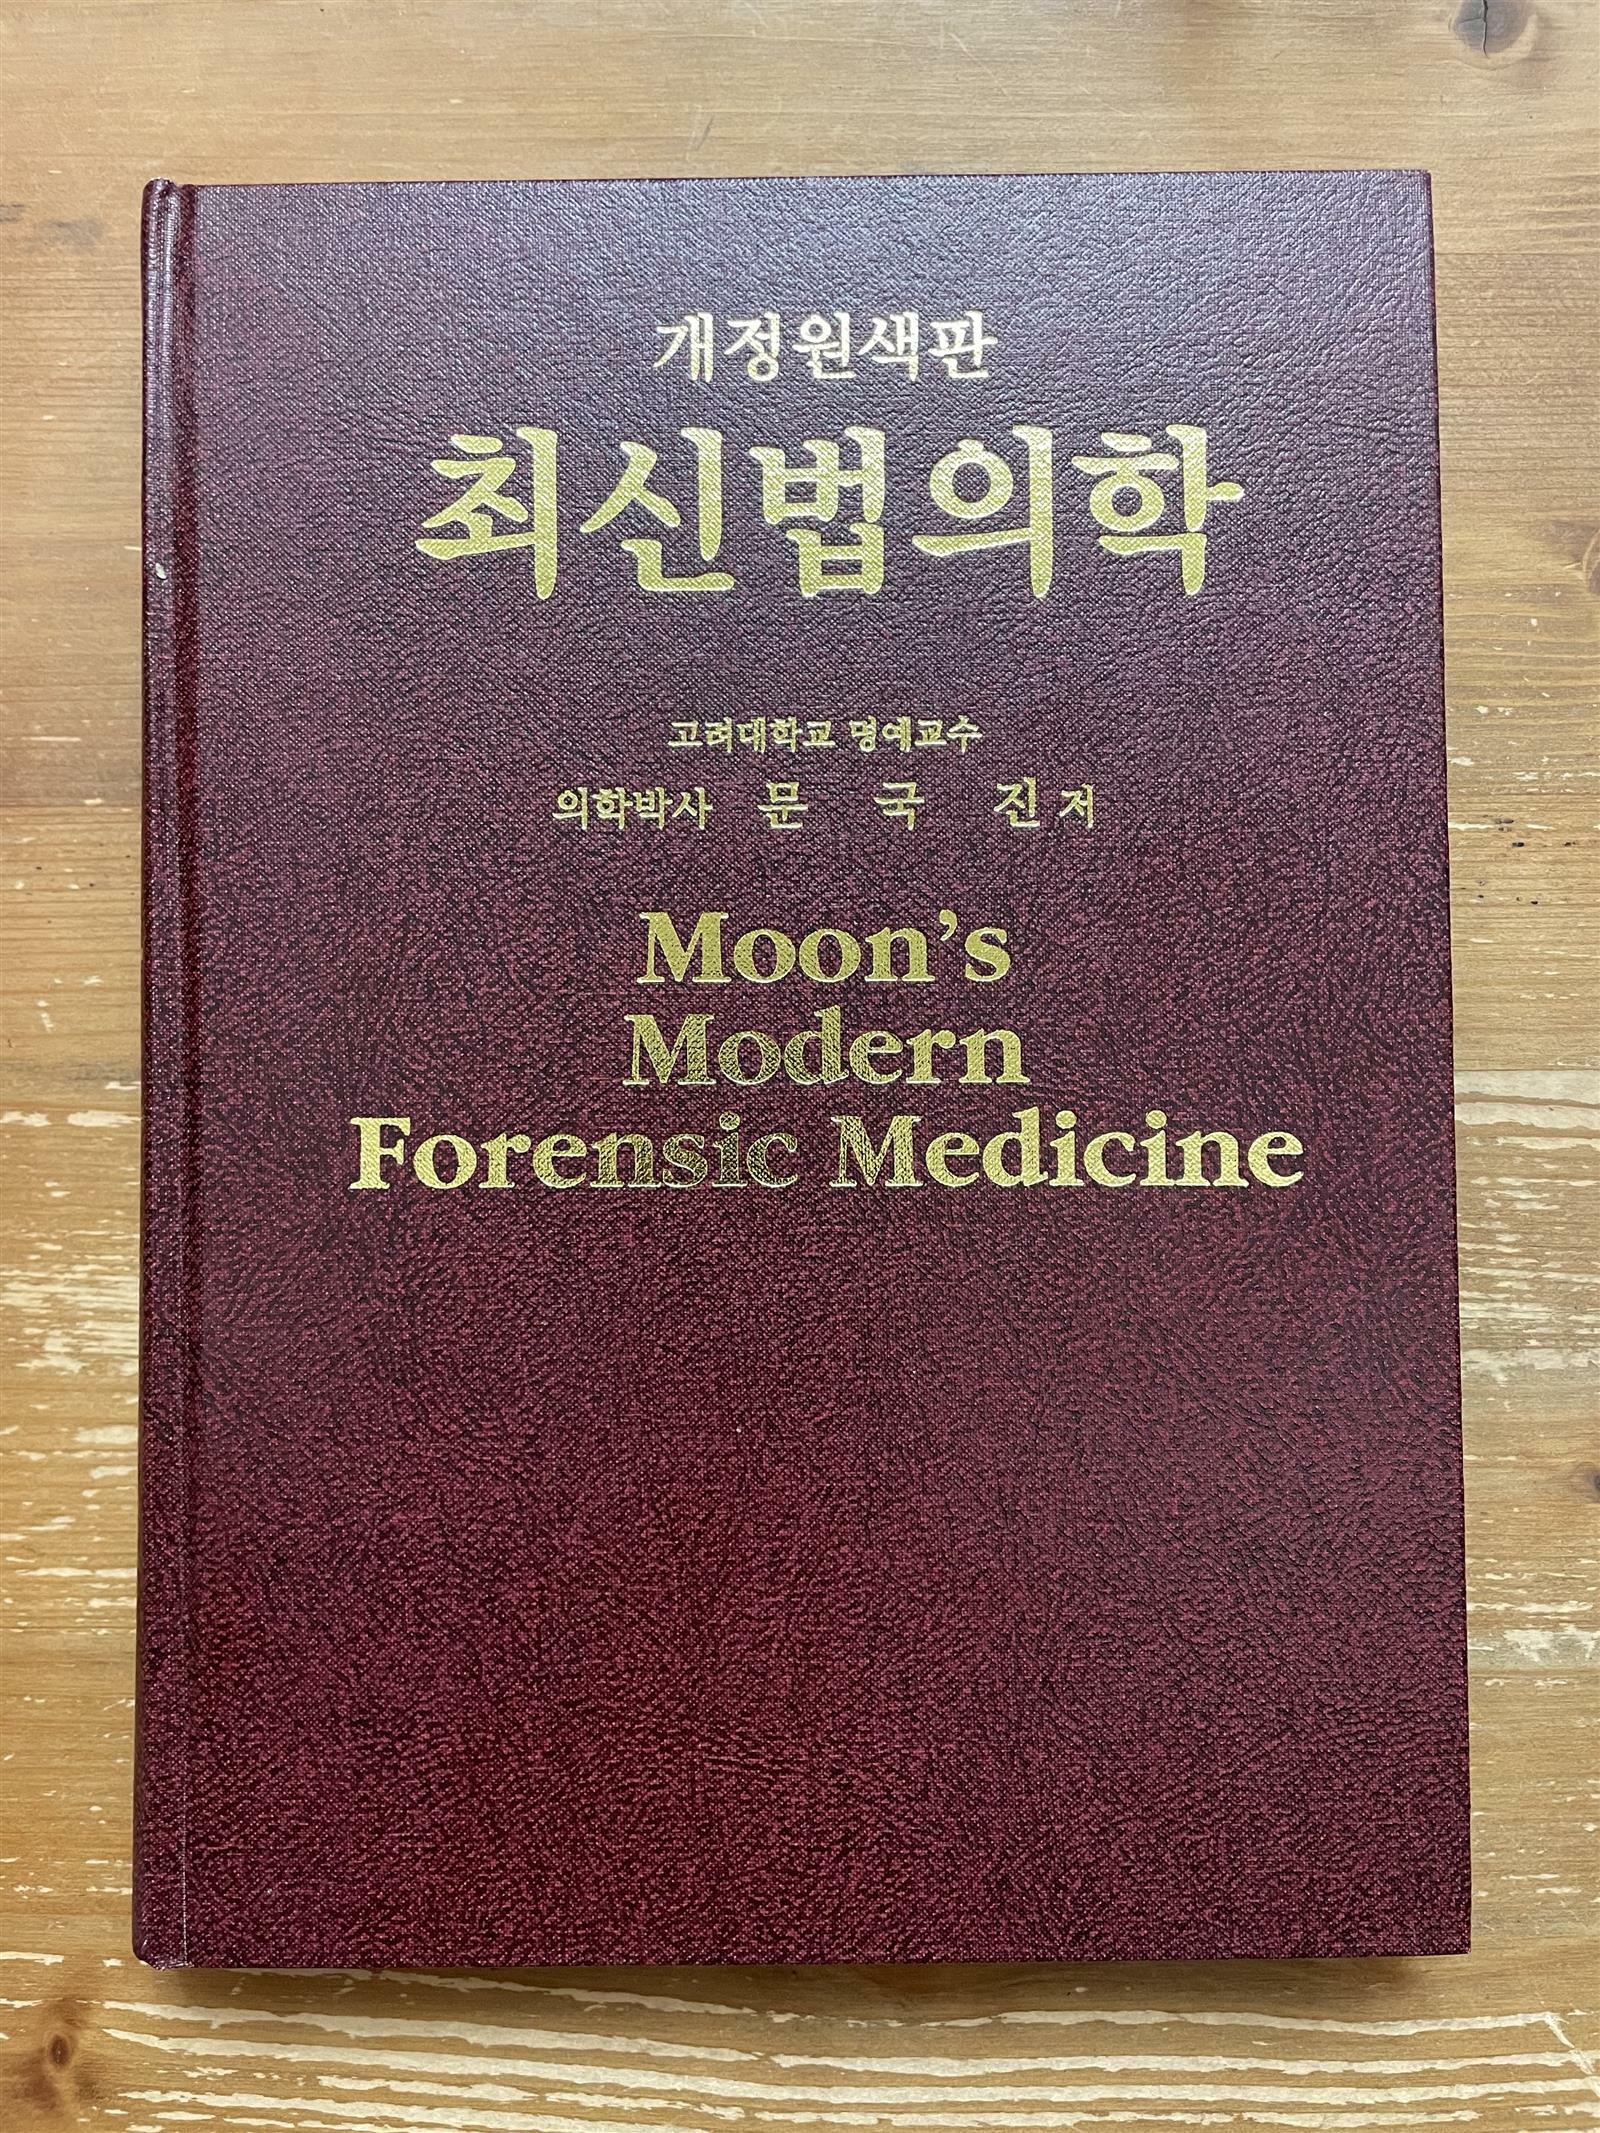 개정원색판
최신법의학
고려대학교 명예교수
의학박사 문 국 진 저
Moon's
Modern
Forensic Medicine